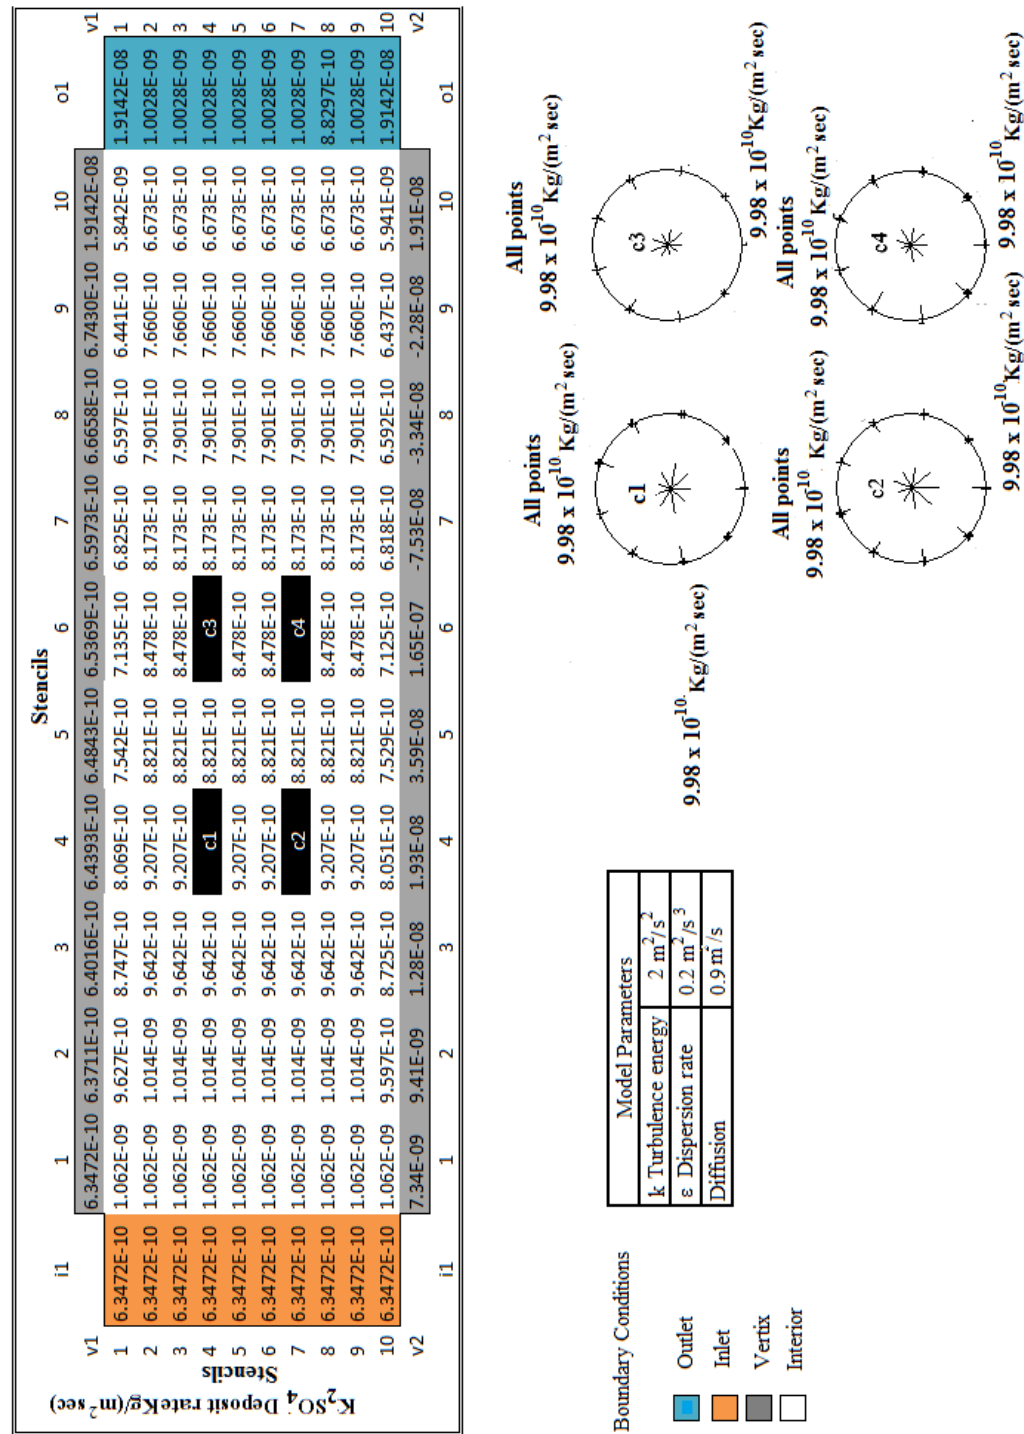 Stencils
i1 1 2 3 4 5 6 7 8 9 10 o1
v1 6.3472E-10 6.3711E-10 6.4016E-10 6.4393E-10 6.4843E-10 6.5369E-10 6.5973E-10 6.6658E-10 6.7430E-10 1.9142E-08 v1
1 6.3472E-10 1.062E-09 9.627E-10 8.747E-10 8.069E-10 7.542E-10 7.135E-10 6.825E-10 6.597E-10 6.441E-10 5.842E-09 1.9142E-08 1
2 6.3472E-10 1.062E-09 1.014E-09 9.642E-10 9.207E-10 8.821E-10 8.478E-10 8.173E-10 7.901E-10 7.660E-10 6.673E-10 1.0028E-09 2
3 6.3472E-10 1.062E-09 1.014E-09 9.642E-10 9.207E-10 8.821E-10 8.478E-10 8.173E-10 7.901E-10 7.660E-10 6.673E-10 1.0028E-09 3
4 6.3472E-10 1.062E-09 1.014E-09 9.642E-10 c1 8.821E-10 c3 8.173E-10 7.901E-10 7.660E-10 6.673E-10 1.0028E-09 4
5 6.3472E-10 1.062E-09 1.014E-09 9.642E-10 9.207E-10 8.821E-10 8.478E-10 8.173E-10 7.901E-10 7.660E-10 6.673E-10 1.0028E-09 5
6 6.3472E-10 1.062E-09 1.014E-09 9.642E-10 9.207E-10 8.821E-10 8.478E-10 8.173E-10 7.901E-10 7.660E-10 6.673E-10 1.0028E-09 6
7 6.3472E-10 1.062E-09 1.014E-09 9.642E-10 c2 8.821E-10 c4 8.173E-10 7.901E-10 7.660E-10 6.673E-10 1.0028E-09 7
8 6.3472E-10 1.062E-09 1.014E-09 9.642E-10 9.207E-10 8.821E-10 8.478E-10 8.173E-10 7.901E-10 7.660E-10 6.673E-10 8.8297E-10 8
9 6.3472E-10 1.062E-09 1.014E-09 9.642E-10 9.207E-10 8.821E-10 8.478E-10 8.173E-10 7.901E-10 7.660E-10 6.673E-10 1.0028E-09 9
10 6.3472E-10 1.062E-09 9.597E-10 8.725E-10 8.051E-10 7.529E-10 7.125E-10 6.818E-10 6.592E-10 6.437E-10 5.941E-09 1.9142E-08 10
v2 7.34E-09 9.41E-09 1.28E-08 1.93E-08 3.59E-08 1.65E-07 -7.53E-08 -3.34E-08 -2.28E-08 1.91E-08 v2
i1 1 2 3 4 5 6 7 8 9 10 o1
Stencils
K₂SO₄ Deposit rate Kg/(m² sec)
Boundary Conditions
Outlet
Inlet
Vertix
Interior
Model Parameters
k Turbulence energy 2 m²/s²
ε Dispersion rate 0.2 m²/s³
Diffusion 0.9 m²/s
All points
9.98 x 10⁻¹⁰ Kg/(m² sec)
c1
9.98 x 10⁻¹⁰ Kg/(m² sec)
All points
9.98 x 10⁻¹⁰ Kg/(m² sec)
c3
9.98 x 10⁻¹⁰ Kg/(m² sec)
All points
9.98 x 10⁻¹⁰ Kg/(m² sec)
c2
9.98 x 10⁻¹⁰ Kg/(m² sec)
All points
9.98 x 10⁻¹⁰ Kg/(m² sec)
c4
9.98 x 10⁻¹⁰ Kg/(m² sec)